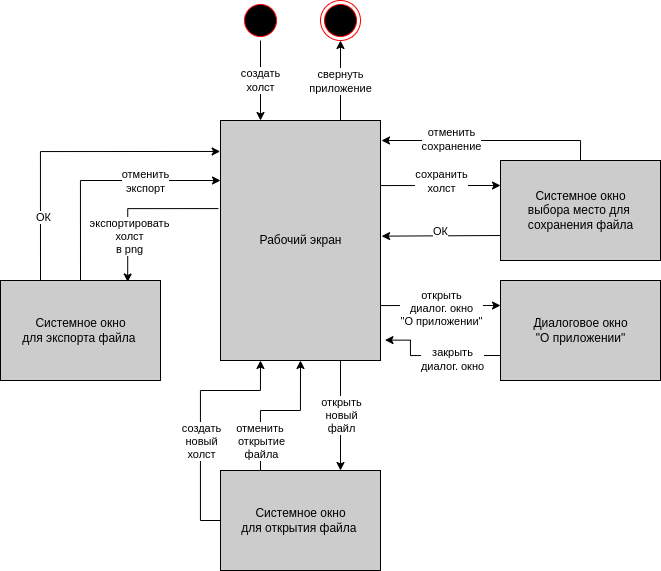 создать
холст
свернуть
приложение
отменить
сохранение
отменить
экспорт
сохранить
холст
Системное окно
выбора место для
сохранения файла
ОК
экспортировать
холст
в png
ОК
Рабочий экран
открыть
диалог. окно
"О приложении"
Диалоговое окно
"О приложении"
Системное окно
для экспорта файла
закрыть
диалог. окно
создать
новый
холст
отменить
открытие
файла
открыть
новый
файл
Системное окно
для открытия файла